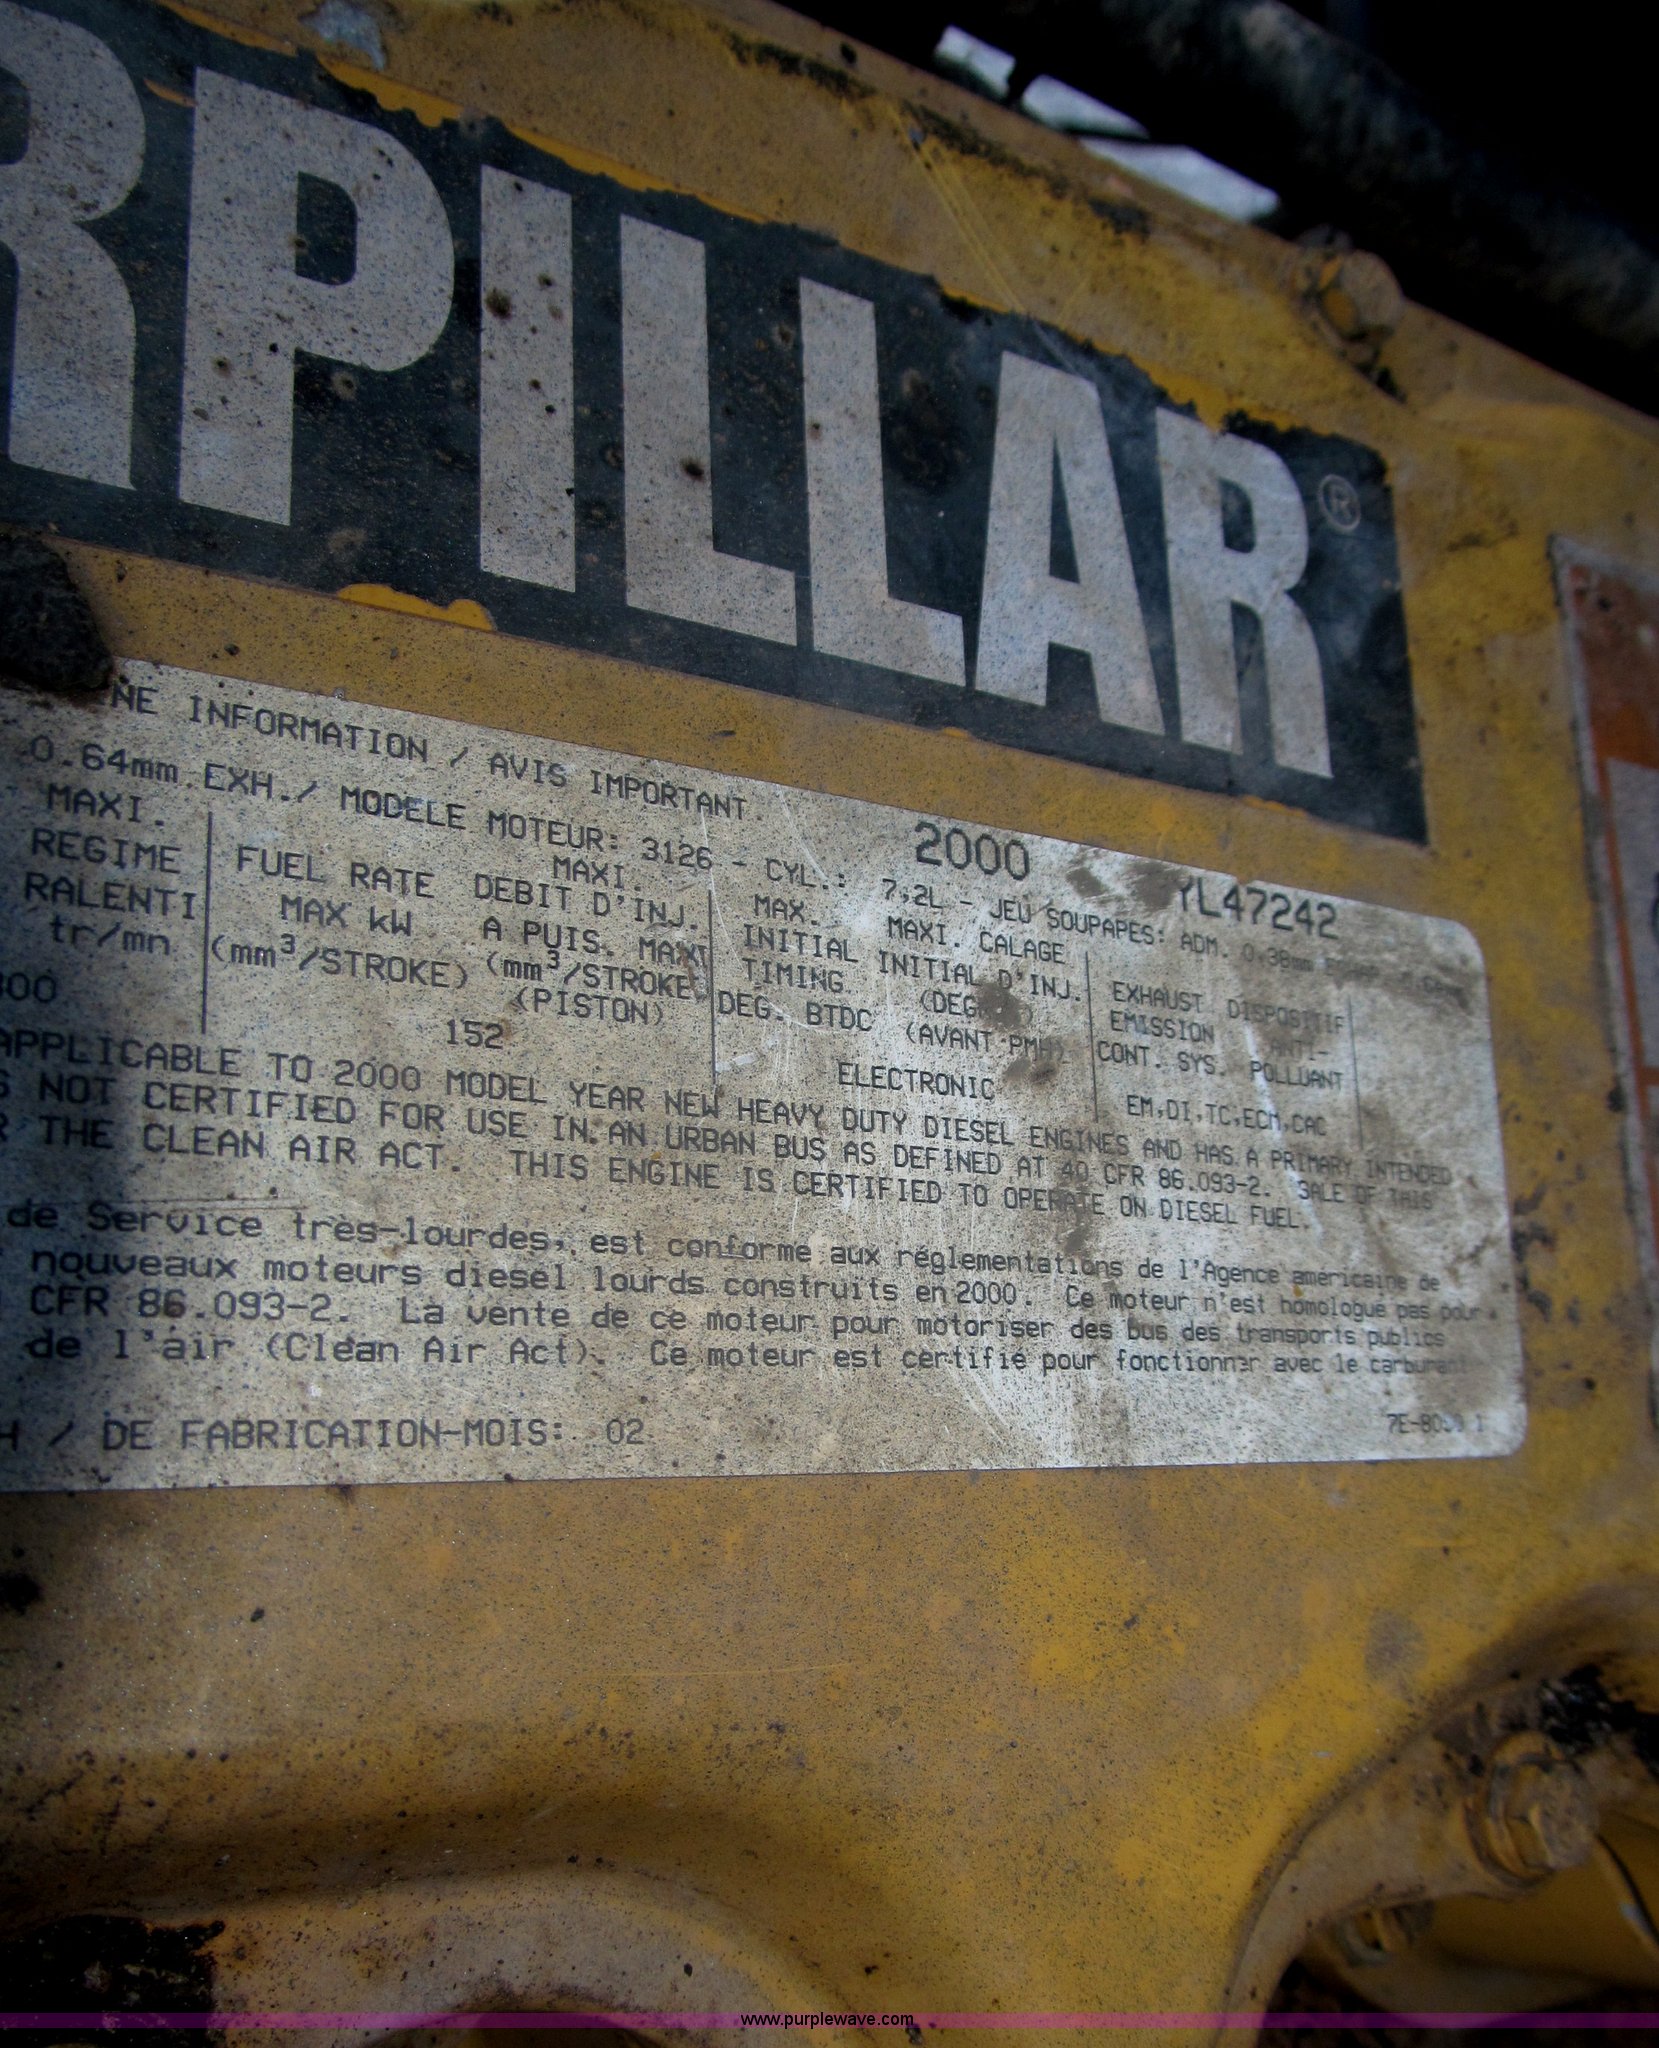 RPILLAR®
NE INFORMATION / AVIS IMPORTANT 2000 YL47242
0.64mm EXH./ MODELE MOTEUR: 3126 - CYL.: 7,2L - JEU SOUPAPES: ADM. 0.38mm
MAXI.
REGIME
RALENTI
tr/mn
800
FUEL RATE
MAX kW
(mm³/STROKE)
MAXI.
DEBIT D'INJ.
A PUIS. MAXI
(mm³/STROKE
(PISTON)
152
MAX.
INITIAL
TIMING
DEG. BTDC
MAXI. CALAGE
INITIAL D'INJ.
(DEG. )
(AVANT PMH)
ELECTRONIC
EXHAUST
EMISSION
CONT. SYS.
DISPOSITIF
ANTI-
POLLUANT
EM,DI,TC,ECM,CAC
APPLICABLE TO 2000 MODEL YEAR NEW HEAVY DUTY DIESEL ENGINES AND HAS A PRIMARY INTENDED
S NOT CERTIFIED FOR USE IN AN URBAN BUS AS DEFINED AT 40 CFR 86.093-2. SALE OF THIS
R THE CLEAN AIR ACT. THIS ENGINE IS CERTIFIED TO OPERATE ON DIESEL FUEL.
de Service très-lourdes, est conforme aux réglementations de l'Agence américaine de
nouveaux moteurs diesel lourds construits en 2000. Ce moteur n'est homologué pas pour
CFR 86.093-2. La vente de ce moteur pour motoriser des bus des transports publics
de l'air (Clean Air Act). Ce moteur est certifié pour fonctionner avec le carburant
H / DE FABRICATION-MOIS: 02
www.purplewave.com